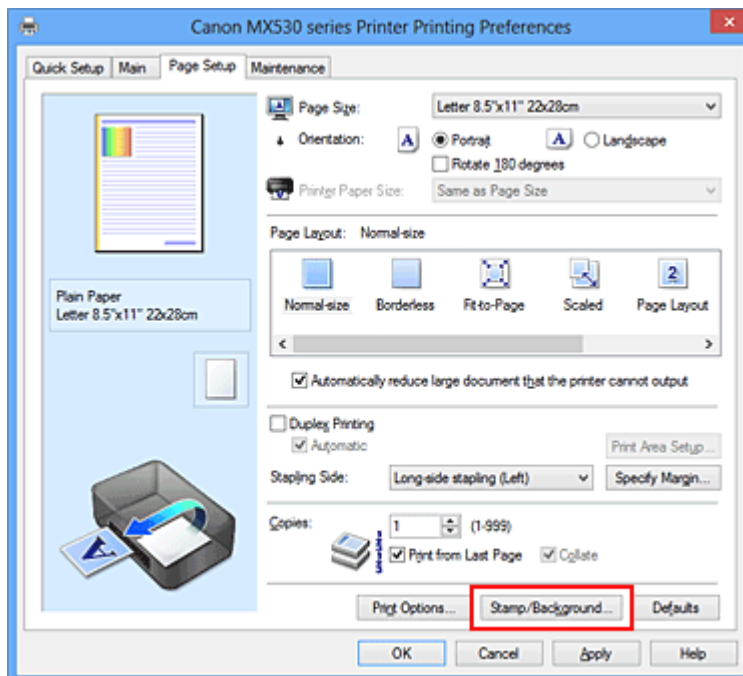 Canon MX530 series Printer Printing Preferences
Quick Setup Main Page Setup Maintenance
Page Size: Letter 8.5"x11" 22x28cm
Orientation: A Portrait A Landscape
Rotate 180 degrees
Printer Paper Size: Same as Page Size
Page Layout: Normal-size
2
Normal-size Borderless Fit-to-Page Scaled Page Layout
Plain Paper
Letter 8.5"x11" 22x28cm
Automatically reduce large document that the printer cannot output
Duplex Printing
Automatic Print Area Setup...
Stapling Side: Long-side stapling (Left) Specify Margin...
Copies: 1 (1-999)
Print from Last Page Collate
A
Print Options... Stamp/Background... Defaults
OK Cancel Apply Help